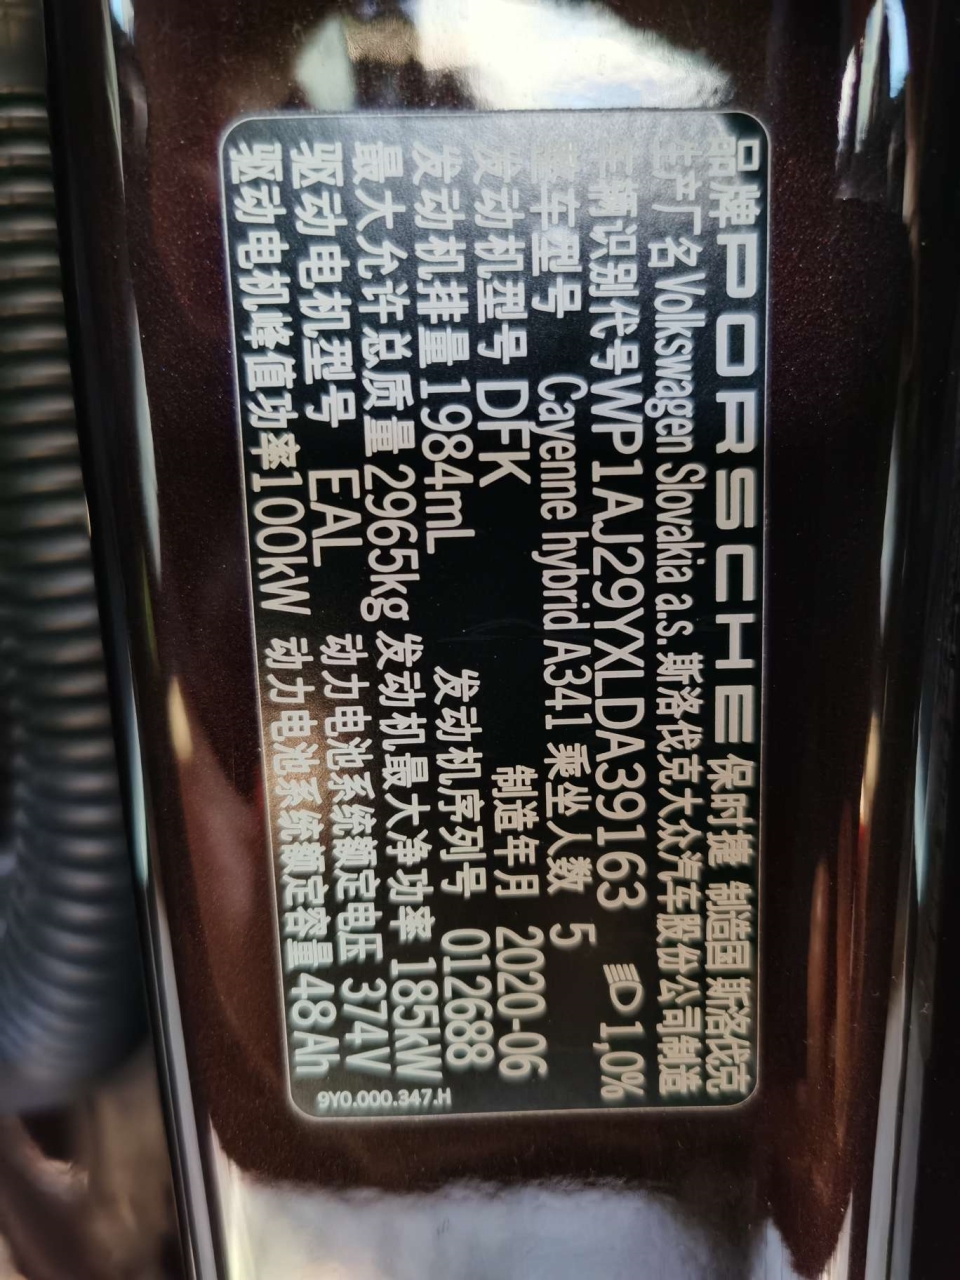 品牌 PORSCHE 保时捷 制造国 斯洛伐克
生产厂名 Volkswagen Slovakia a.s. 斯洛伐克大众汽车股份公司制造
车辆识别代号 WP1AJ29YXLDA39163 1,0%
整车型号 Cayenne hybrid A341 乘坐人数 5
发动机型号 DFK 制造年月 2020-06
发动机排量 1984mL 发动机序列号 012688
最大允许总质量 2965kg 发动机最大净功率 185kW
驱动电机型号 EAL 动力电池系统额定电压 374V
驱动电机峰值功率 100kW 动力电池系统额定容量 48Ah
9Y0.000.347.H